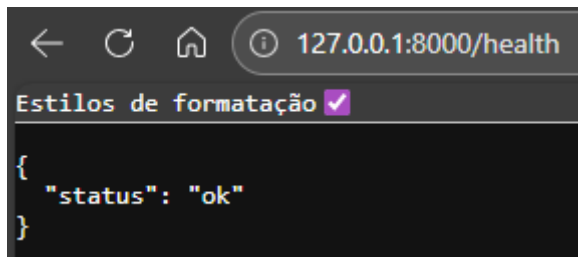 127.0.0.1:8000/health
Estilos de formatação
{
"status": "ok"
}